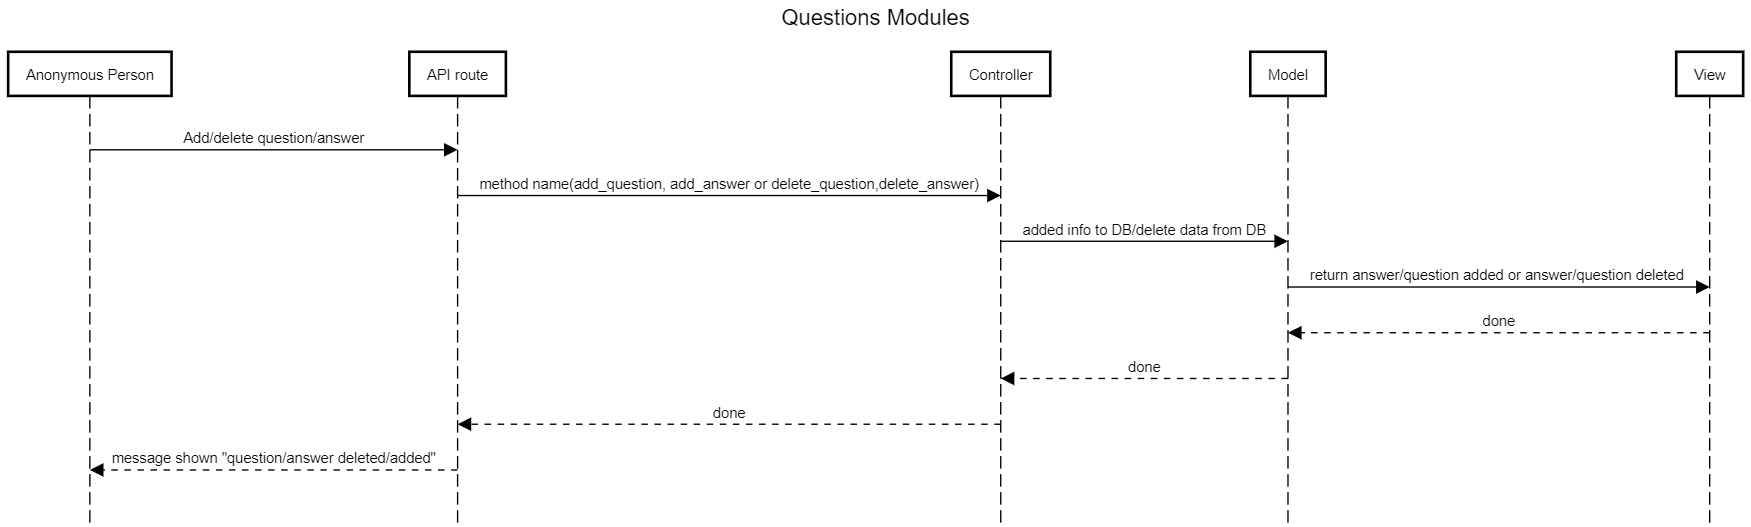 Questions Modules
Anonymous Person
API route
Controller
Model
View
Add/delete question/answer
method name(add_question, add_answer or delete_question,delete_answer)
added info to DB/delete data from DB
return answer/question added or answer/question deleted
done
done
done
message shown "question/answer deleted/added"